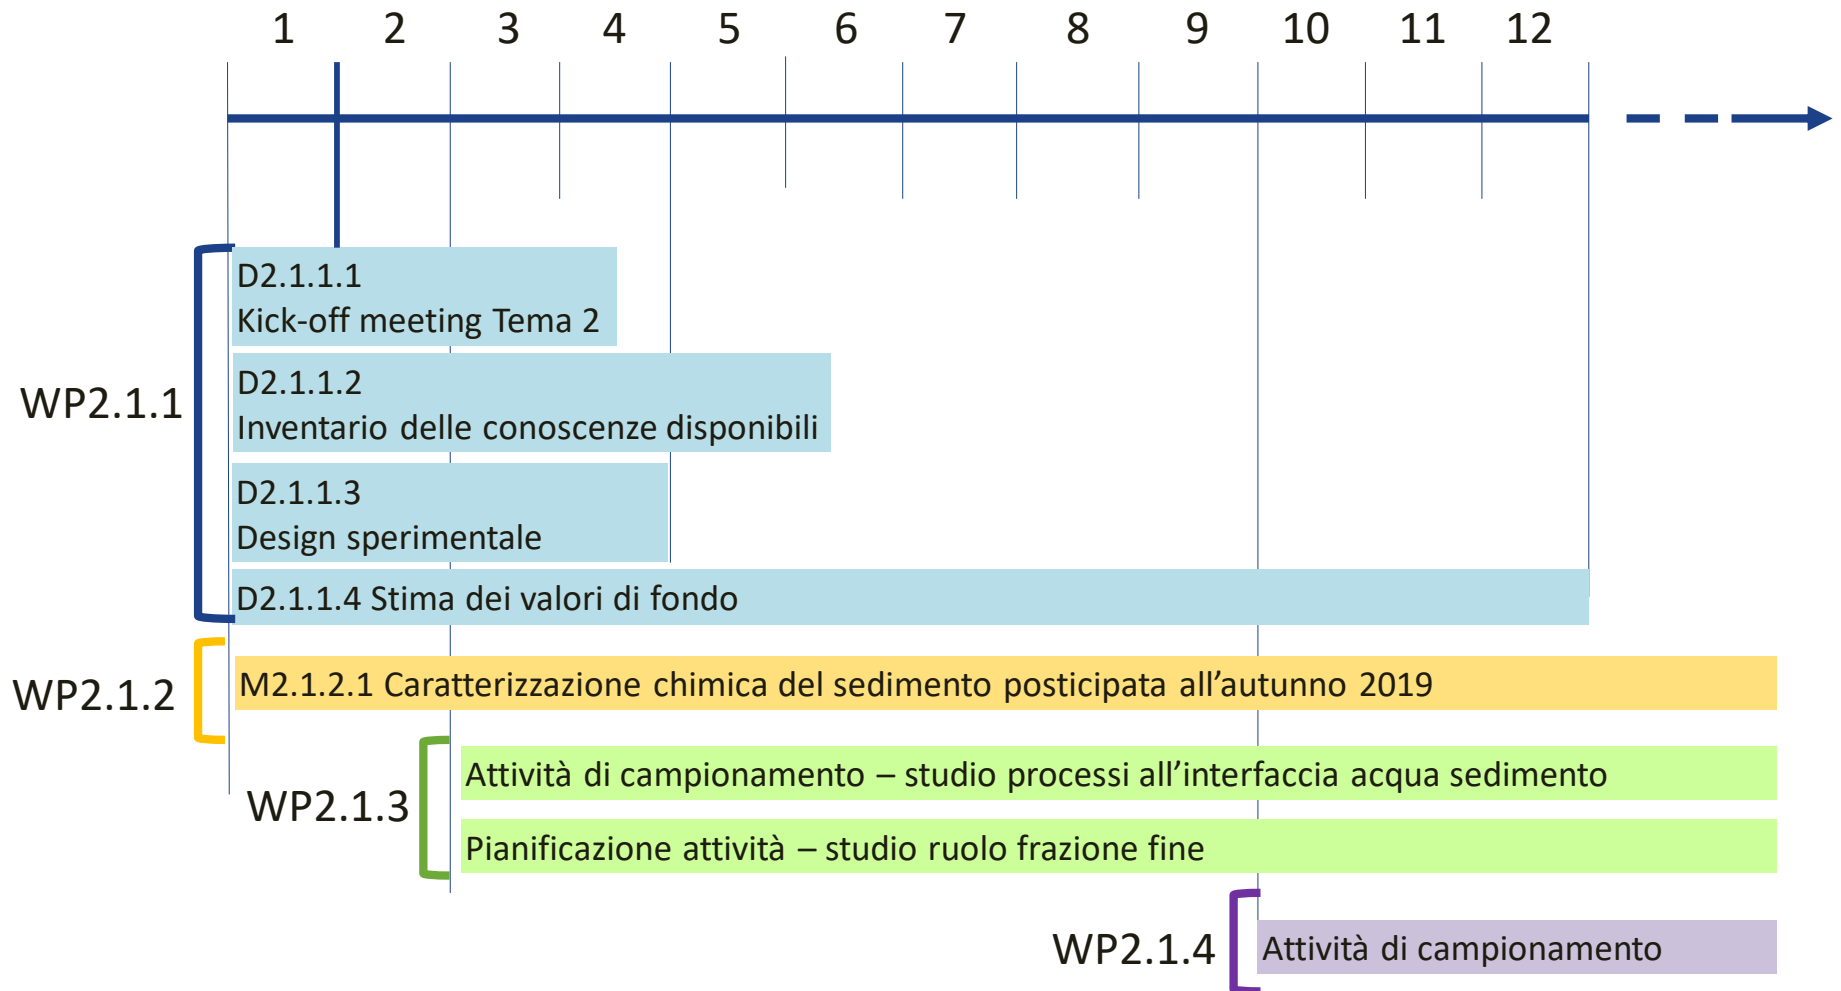 1 2 3 4 5 6 7 8 9 10 11 12
WP2.1.1
D2.1.1.1
Kick-off meeting Tema 2
D2.1.1.2
Inventario delle conoscenze disponibili
D2.1.1.3
Design sperimentale
D2.1.1.4 Stima dei valori di fondo
WP2.1.2
M2.1.2.1 Caratterizzazione chimica del sedimento posticipata all’autunno 2019
WP2.1.3
Attività di campionamento – studio processi all’interfaccia acqua sedimento
Pianificazione attività – studio ruolo frazione fine
WP2.1.4
Attività di campionamento